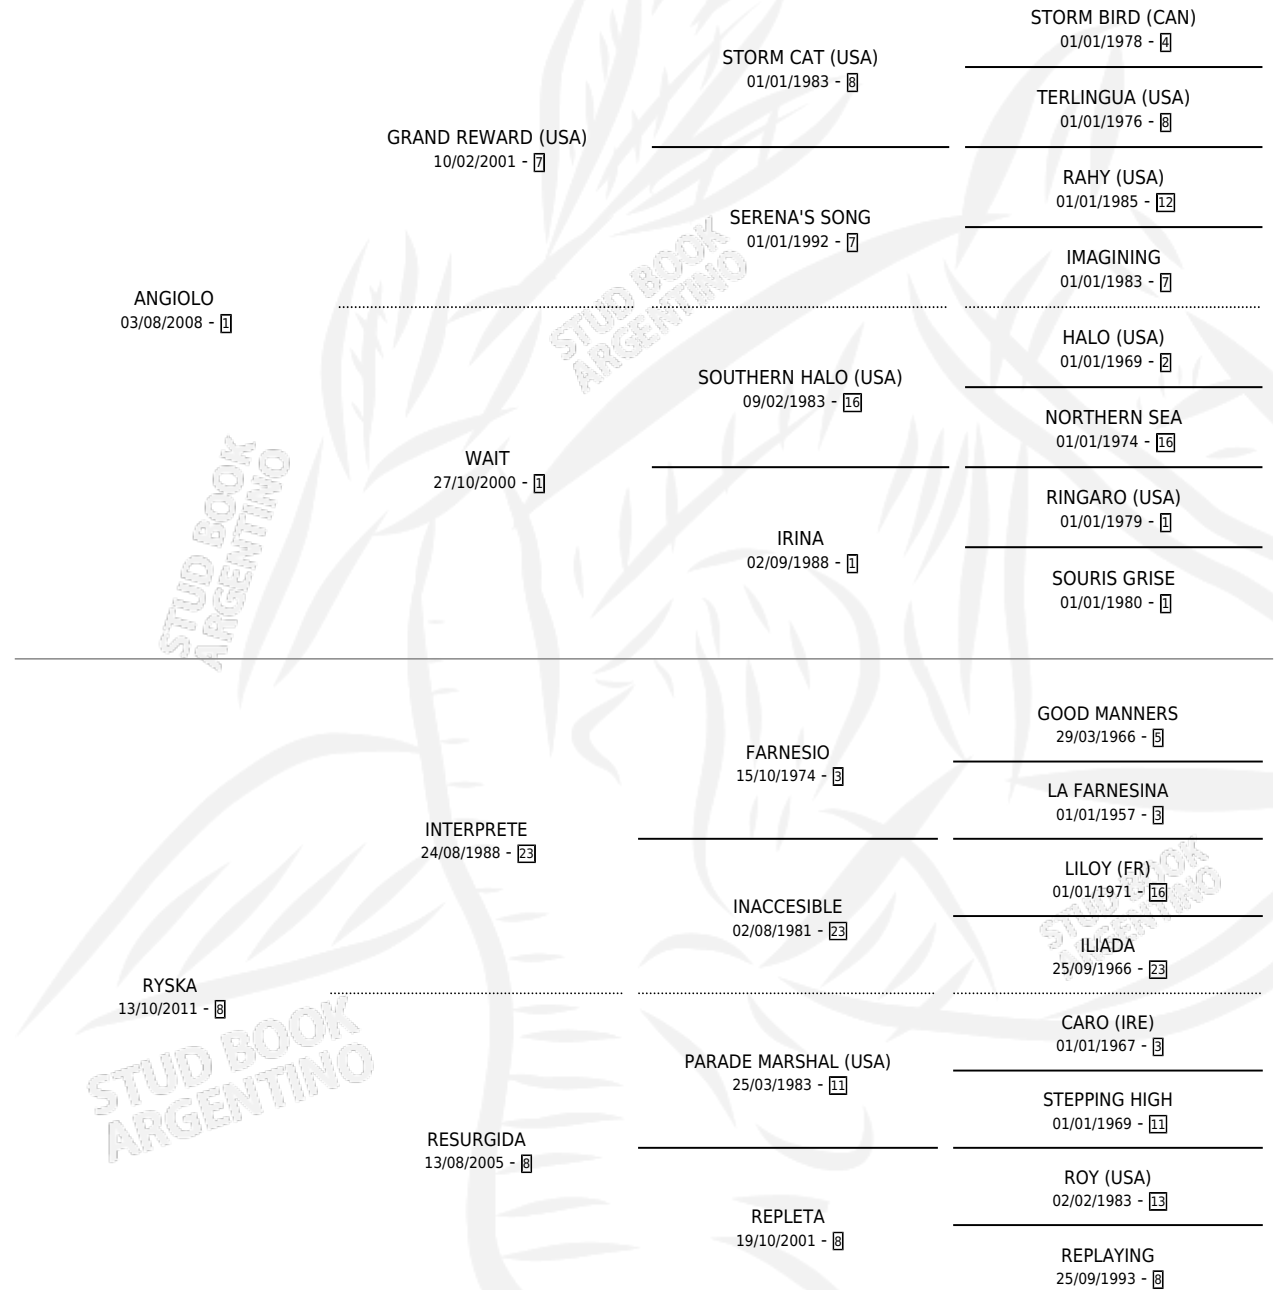 STORM BIRD (CAN)
01/01/1978 - 4
STORM CAT (USA)
01/01/1983 - 8
TERLINGUA (USA)
01/01/1976 - 8
GRAND REWARD (USA)
10/02/2001 - 7
RAHY (USA)
01/01/1985 - 12
SERENA'S SONG
01/01/1992 - 7
IMAGINING
01/01/1983 - 7
ANGIOLO
03/08/2008 - 1
HALO (USA)
01/01/1969 - 2
SOUTHERN HALO (USA)
09/02/1983 - 16
NORTHERN SEA
01/01/1974 - 16
WAIT
27/10/2000 - 1
RINGARO (USA)
01/01/1979 - 1
IRINA
02/09/1988 - 1
SOURIS GRISE
01/01/1980 - 1
STUD BOOK
ARGENTINO
STUD BOOK
ARGENTINO
GOOD MANNERS
29/03/1966 - 5
FARNESIO
15/10/1974 - 3
LA FARNESINA
01/01/1957 - 3
INTERPRETE
24/08/1988 - 23
LILOY (FR)
01/01/1971 - 16
INACCESIBLE
02/08/1981 - 23
ILIADA
25/09/1966 - 23
STUD BOOK
ARGENTINO
RYSKA
13/10/2011 - 8
CARO (IRE)
01/01/1967 - 3
PARADE MARSHAL (USA)
25/03/1983 - 11
STEPPING HIGH
01/01/1969 - 11
STUD BOOK
ARGENTINO
RESURGIDA
13/08/2005 - 8
ROY (USA)
02/02/1983 - 13
REPLETA
19/10/2001 - 8
REPLAYING
25/09/1993 - 8